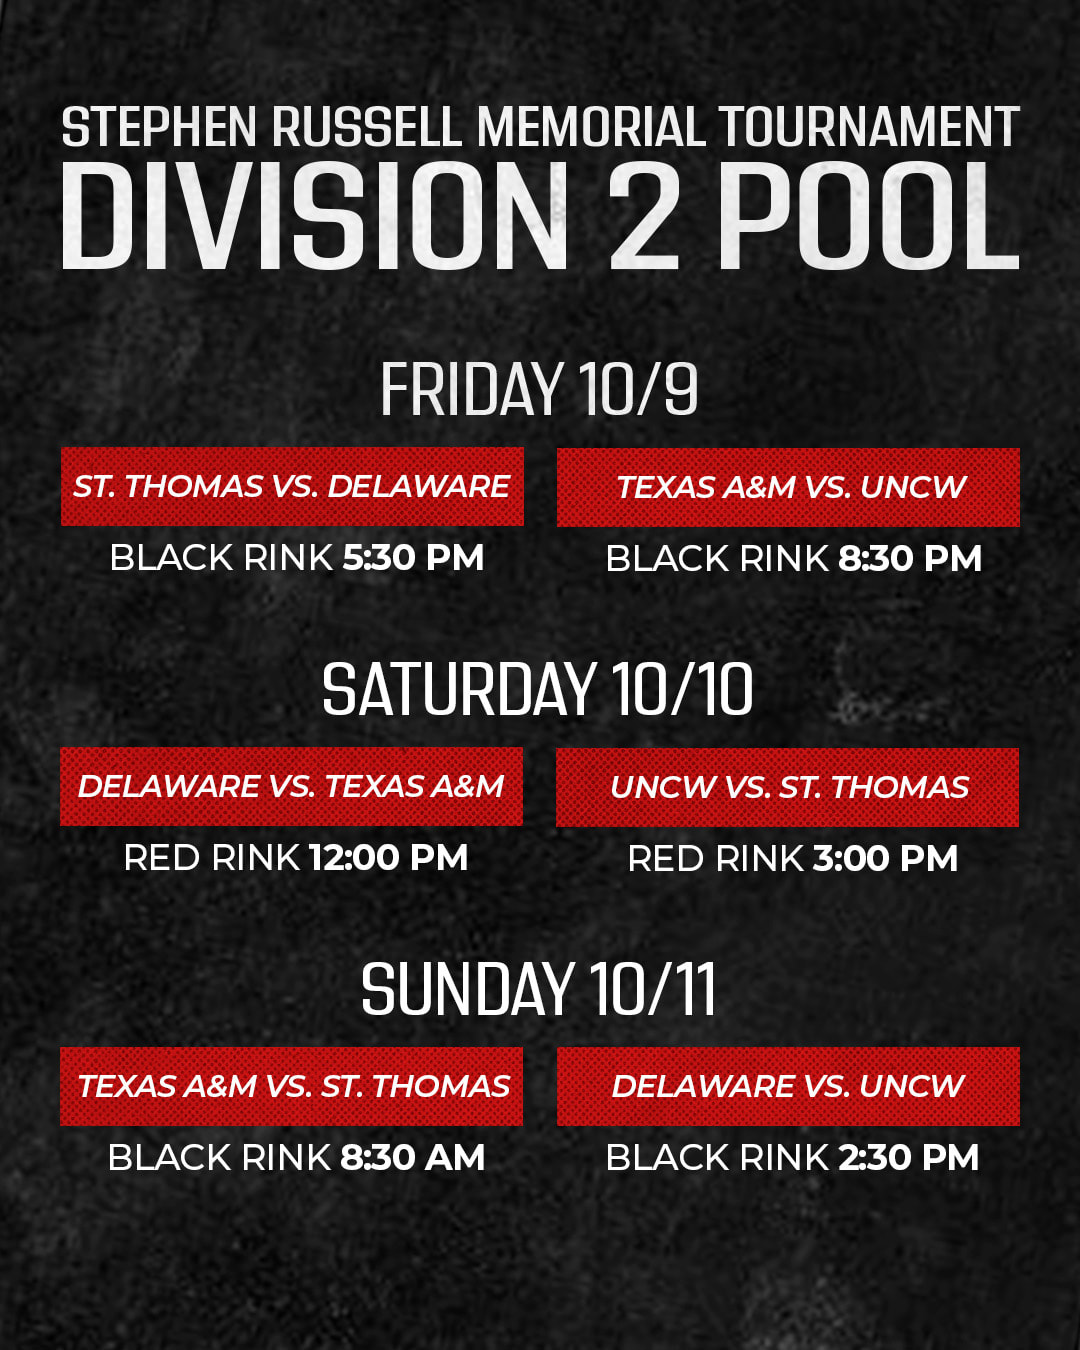 STEPHEN RUSSELL MEMORIAL TOURNAMENT
DIVISION 2 POOL
FRIDAY 10/9
ST. THOMAS VS. DELAWARE
BLACK RINK 5:30 PM
TEXAS A&M VS. UNCW
BLACK RINK 8:30 PM
SATURDAY 10/10
DELAWARE VS. TEXAS A&M
RED RINK 12:00 PM
UNCW VS. ST. THOMAS
RED RINK 3:00 PM
SUNDAY 10/11
TEXAS A&M VS. ST. THOMAS
BLACK RINK 8:30 AM
DELAWARE VS. UNCW
BLACK RINK 2:30 PM